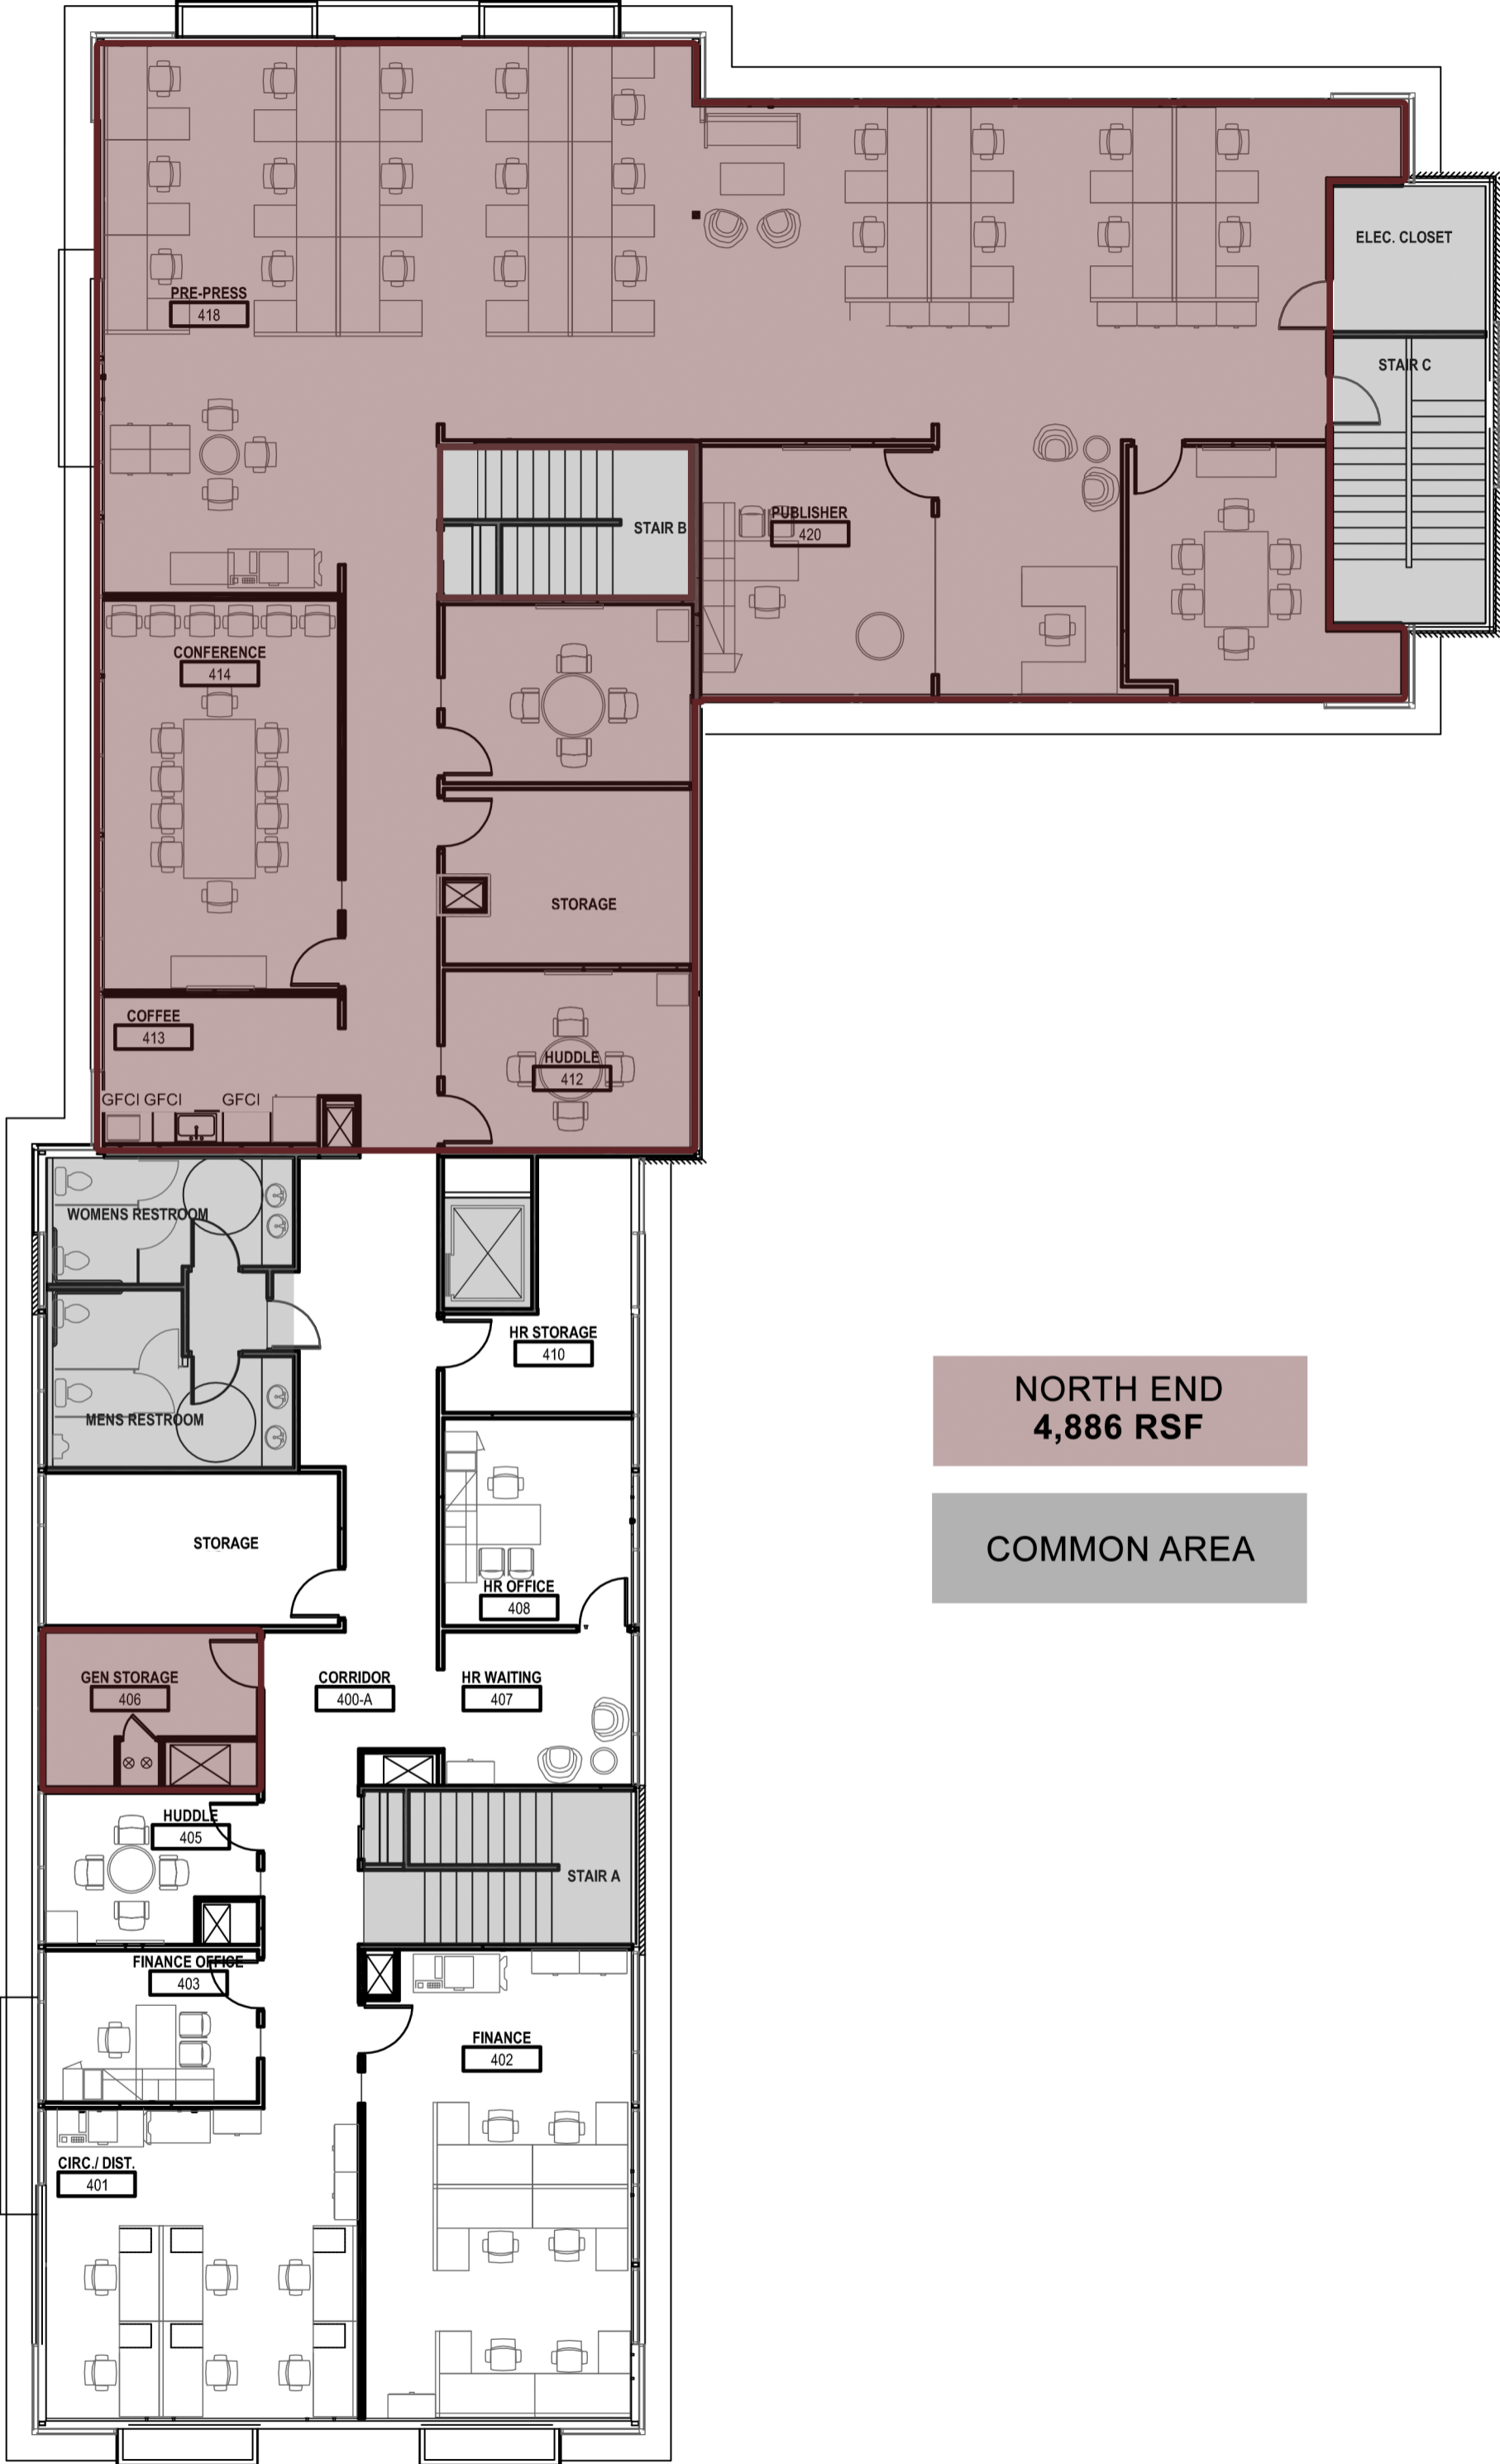 ELEC. CLOSET
PRE-PRESS
418
STAIR C
PUBLISHER
420
STAIR B
CONFERENCE
414
STORAGE
COFFEE
413
HUDDLE
412
GFCI GFCI GFCI
WOMENS RESTROOM
HR STORAGE
410
MENS RESTROOM
NORTH END
4,886 RSF
COMMON AREA
STORAGE
HR OFFICE
408
GEN STORAGE
406
CORRIDOR
400-A
HR WAITING
407
HUDDLE
405
STAIR A
FINANCE OFFICE
403
FINANCE
402
CIRC./ DIST.
401